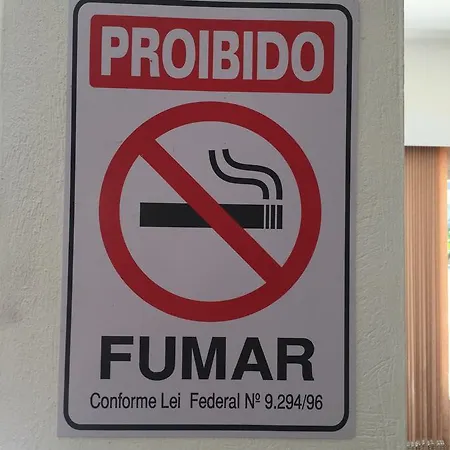 PROIBIDO
FUMAR
Conforme Lei Federal Nº 9.294/96